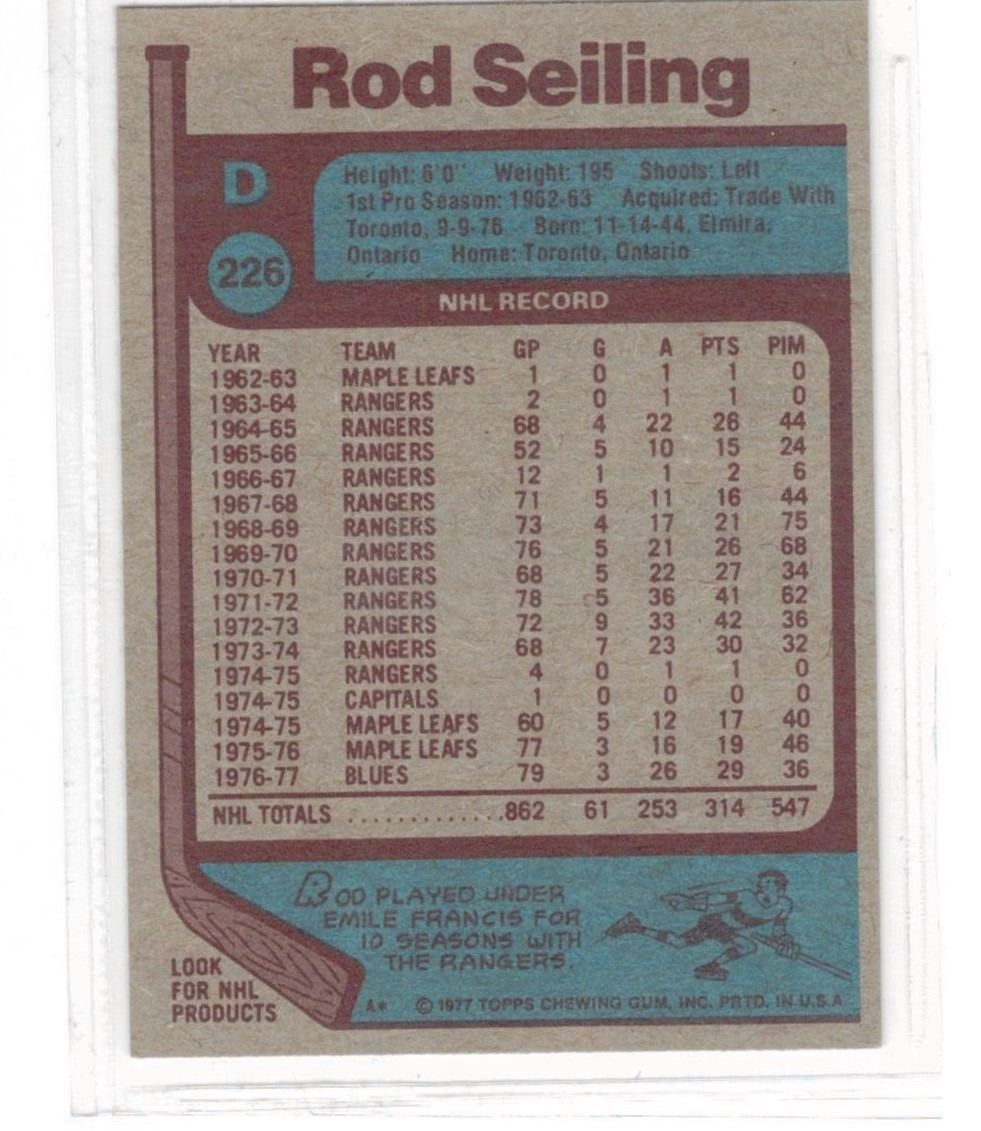 Rod Seiling
D
226
Height: 6'0" Weight: 195 Shoots: Left
1st Pro Season: 1962-63 Acquired: Trade With
Toronto, 9-9-76 Born: 11-14-44, Elmira,
Ontario Home: Toronto, Ontario
NHL RECORD
YEAR TEAM GP G A PTS PIM
1962-63 MAPLE LEAFS 1 0 1 1 0
1963-64 RANGERS 2 0 1 1 0
1964-65 RANGERS 68 4 22 26 44
1965-66 RANGERS 52 5 10 15 24
1966-67 RANGERS 12 1 1 2 6
1967-68 RANGERS 71 5 11 16 44
1968-69 RANGERS 73 4 17 21 75
1969-70 RANGERS 76 5 21 26 68
1970-71 RANGERS 68 5 22 27 34
1971-72 RANGERS 78 5 36 41 62
1972-73 RANGERS 72 9 33 42 36
1973-74 RANGERS 68 7 23 30 32
1974-75 RANGERS 4 0 1 1 0
1974-75 CAPITALS 1 0 0 0 0
1974-75 MAPLE LEAFS 60 5 12 17 40
1975-76 MAPLE LEAFS 77 3 16 19 46
1976-77 BLUES 79 3 26 29 36
NHL TOTALS .............862 61 253 314 547
ROD PLAYED UNDER
EMILE FRANCIS FOR
10 SEASONS WITH
THE RANGERS.
LOOK
FOR NHL
PRODUCTS
A* © 1977 TOPPS CHEWING GUM, INC. PRTD. IN U.S.A.